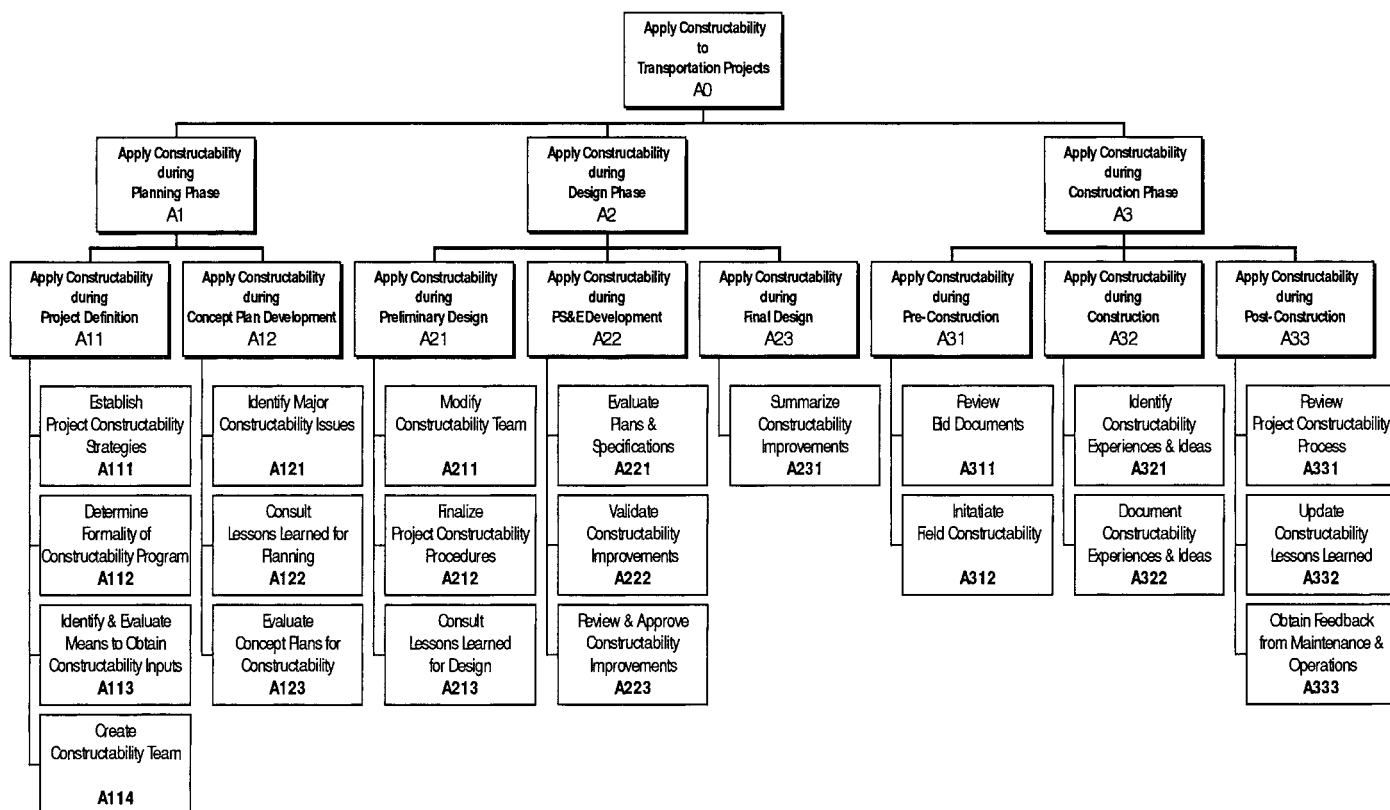 Apply Constructability
to
Transportation Projects
A0
Apply Constructability
during
Planning Phase
A1
Apply Constructability
during
Design Phase
A2
Apply Constructability
during
Construction Phase
A3
Apply Constructability
during
Project Definition
A11
Apply Constructability
during
Concept Plan Development
A12
Apply Constructability
during
Preliminary Design
A21
Apply Constructability
during
PS&E Development
A22
Apply Constructability
during
Final Design
A23
Apply Constructability
during
Pre-Construction
A31
Apply Constructability
during
Construction
A32
Apply Constructability
during
Post-Construction
A33
Establish
Project Constructability
Strategies
A111
Determine
Formality of
Constructability Program
A112
Identify & Evaluate
Means to Obtain
Constructability Inputs
A113
Create
Constructability Team
A114
Identify Major
Constructability Issues
A121
Consult
Lessons Learned for
Planning
A122
Evaluate
Concept Plans for
Constructability
A123
Modify
Constructability Team
A211
Finalize
Project Constructability
Procedures
A212
Consult
Lessons Learned
for Design
A213
Evaluate
Plans &
Specifications
A221
Validate
Constructability
Improvements
A222
Review & Approve
Constructability
Improvements
A223
Summarize
Constructability
Improvements
A231
Review
Bid Documents
A311
Initatiate
Field Constructability
A312
Identify
Constructability
Experiences & Ideas
A321
Document
Constructability
Experiences & Ideas
A322
Review
Project Constructability
Process
A331
Update
Constructability
Lessons Learned
A332
Obtain Feedback
from Maintenance &
Operations
A333